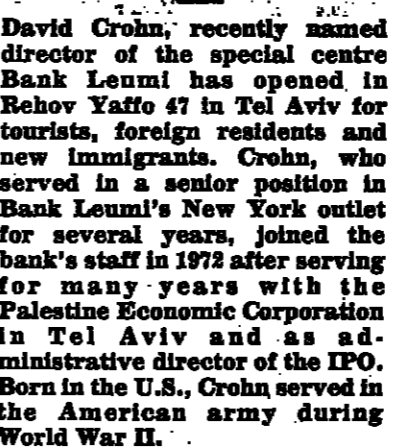 David Crohn, recently named
director of the special centre
Bank Leumi has opened in
Rehov Yaffo 47 in Tel Aviv for
tourists, foreign residents and
new immigrants. Crohn, who
served in a senior position in
Bank Leumi's New York outlet
for several years, joined the
bank's staff in 1972 after serving
for many years with the
Palestine Economic Corporation
in Tel Aviv and as ad-
ministrative director of the IPO.
Born in the U.S., Crohn served in
the American army during
World War II.